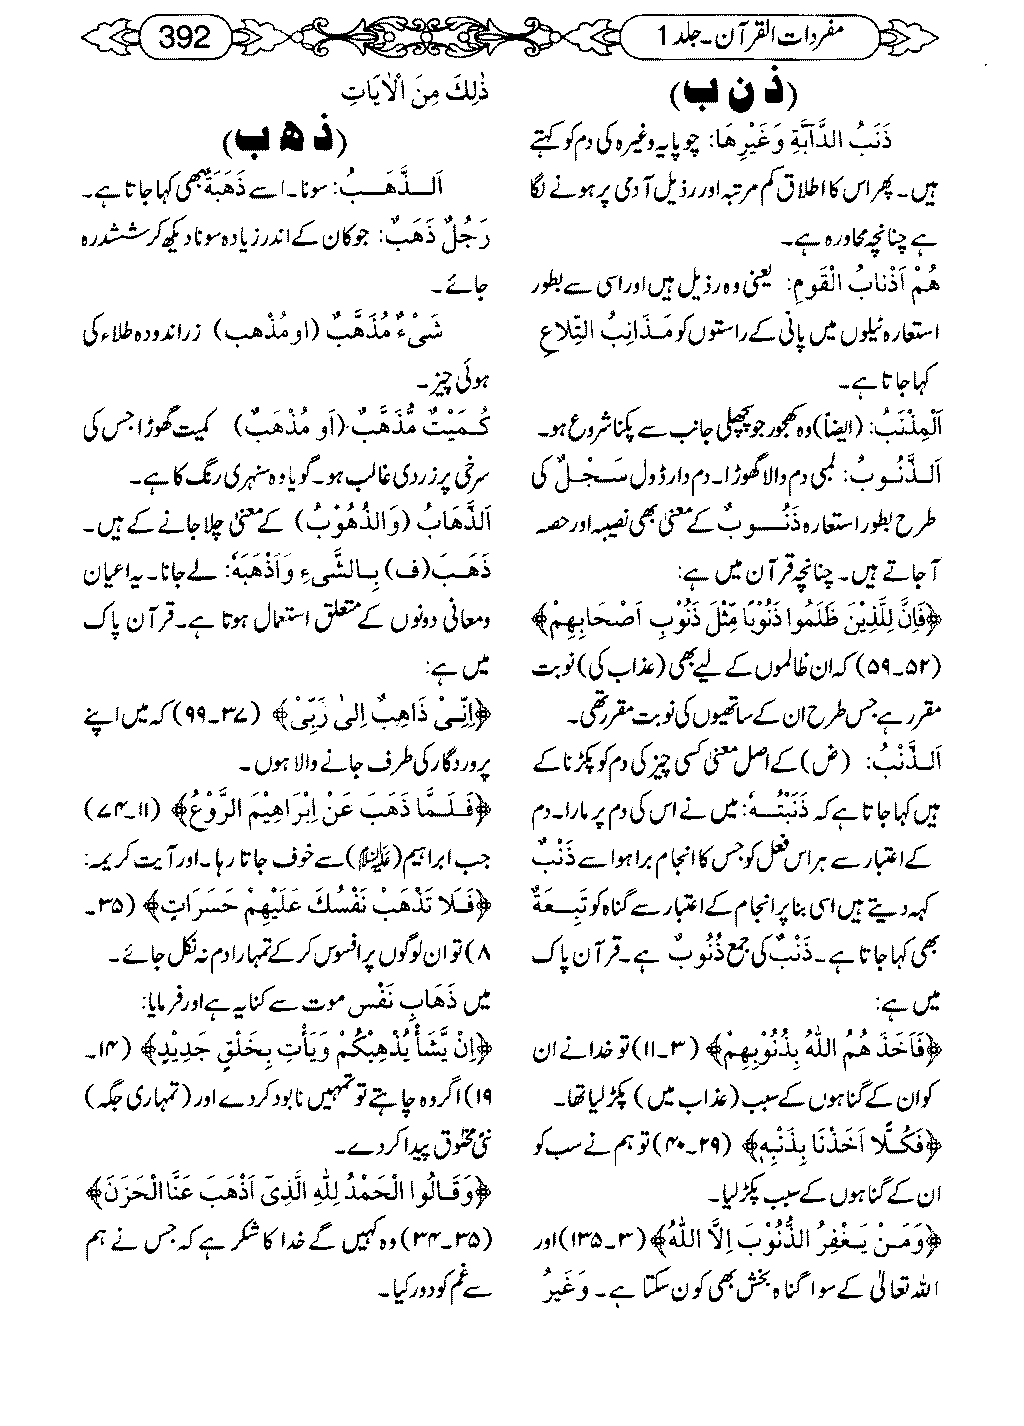 مفردات القرآن۔جلد 1
392
(ذ ن ب)
ذَنَبُ الدَّآبَّةِ وَغَيْرِهَا: چوپایہ وغیرہ کی دم کو کہتے
ہیں۔ پھر اس کا اطلاق کم مرتبہ اور رذیل آدمی پر ہونے لگا
ہے چنانچہ محاورہ ہے۔
هُمْ اَذْنَابُ الْقَوْمِ: یعنی وہ رذیل ہیں اور اسی سے بطور
استعارہ ٹیلوں میں پانی کے راستوں کو مَذَانِبُ التِّلَاعِ
کہا جاتا ہے۔
اَلْمِذْنَبُ: (ایضاً) وہ کھجور جو پچھلی جانب سے پکنا شروع ہو۔
اَلذَّنُوبُ: لمبی دم والا گھوڑا۔ دم دار ڈول سَجْلٌ کی
طرح بطور استعارہ ذَنُوبٌ کے معنی بھی نصیبہ اور حصہ
آجاتے ہیں۔ چنانچہ قرآن میں ہے:
﴿فَاِنَّ لِلَّذِيْنَ ظَلَمُوا ذَنُوْبًا مِّثْلَ ذَنُوْبِ اَصْحَابِهِمْ﴾
(۵۲۔۵۹) کہ ان ظالموں کے لیے بھی (عذاب کی) نوبت
مقرر ہے جس طرح ان کے ساتھیوں کی نوبت مقرر تھی۔
اَلذَّنْبُ: (ض) کے اصل معنی کسی چیز کی دم کو پکڑنا کے
ہیں کہا جاتا ہے کہ ذَنَبْتُهٗ: میں نے اس کی دم پر مارا۔ دم
کے اعتبار سے ہر اس فعل کو جس کا انجام برا ہو اسے ذَنْبٌ
کہہ دیتے ہیں اسی بنا پر انجام کے اعتبار سے گناہ کو تَبِعَةٌ
بھی کہا جاتا ہے۔ ذَنْبٌ کی جمع ذُنُوبٌ ہے۔ قرآن پاک
میں ہے:
﴿فَاَخَذَ هُمُ اللّٰهُ بِذُنُوْبِهِمْ﴾ (۳۔۱۱) تو خدا نے ان
کو ان کے گناہوں کے سبب (عذاب میں) پکڑ لیا تھا۔
﴿فَكُلًّا اَخَذْنَا بِذَنْبِهٖ﴾ (۲۹۔۴۰) تو ہم نے سب کو
ان کے گناہوں کے سبب پکڑ لیا۔
﴿وَمَنْ يَغْفِرُ الذُّنُوْبَ اِلَّا اللّٰهُ﴾ (۳۔۱۳۵) اور
اللہ تعالیٰ کے سوا گناہ بخش بھی کون سکتا ہے۔ وَغَيْرُ
ذٰلِكَ مِنَ الْاٰيَاتِ
(ذ ھ ب)
اَلذَّهَبُ: سونا۔ اسے ذَهَبَةٌ بھی کہا جاتا ہے۔
رَجُلٌ ذَهَبٌ: جو کان کے اندر زیادہ سونا دیکھ کر ششدر رہ
جائے۔
شَیْءٌ مُذَهَّبٌ (او مُذْهب) زر اندودہ طلاء کی
ہوئی چیز۔
كُمَيْتٌ مُّذَهَّبٌ (اَو مُذْهَبٌ) کمیت گھوڑا جس کی
سرخی پر زردی غالب ہو۔ گویا وہ سنہری رنگ کا ہے۔
اَلذَّهَابُ (وَالذُّهُوْبُ) کے معنی چلا جانے کے ہیں۔
ذَهَبَ (ف) بِالشَّیءِ وَاَذْهَبَهٗ: لے جانا۔ یہ اعیان
ومعانی دونوں کے متعلق استعمال ہوتا ہے۔ قرآن پاک
میں ہے:
﴿اِنِّیْ ذَاهِبٌ اِلٰى رَبِّیْ﴾ (۳۷۔۹۹) کہ میں اپنے
پروردگار کی طرف جانے والا ہوں۔
﴿فَلَمَّا ذَهَبَ عَنْ اِبْرَاهِيْمَ الرَّوْعُ﴾ (۱۱۔۷۴)
جب ابراہیم (عَلَيْهِ السَّلَام) سے خوف جاتا رہا۔ اور آیت کریمہ:
﴿فَلَا تَذْهَبْ نَفْسُكَ عَلَيْهِمْ حَسَرَاتٍ﴾ (۳۵۔
۸) تو ان لوگوں پر افسوس کر کے تمہارا دم نہ نکل جائے۔
میں ذَهَابِ نَفْس موت سے کنایہ ہے اور فرمایا:
﴿اِنْ يَّشَأْ يُذْهِبْكُمْ وَيَأْتِ بِخَلْقٍ جَدِيْدٍ﴾ (۱۴۔
۱۹) اگر وہ چاہے تو تمہیں نابود کر دے اور (تمہاری جگہ)
نئی مخلوق پیدا کر دے۔
﴿وَقَالُوا الْحَمْدُ لِلّٰهِ الَّذِیْ اَذْهَبَ عَنَّا الْحَزَنَ﴾
(۳۵۔۳۴) وہ کہیں گے خدا کا شکر ہے کہ جس نے ہم
سے غم کو دور کیا۔